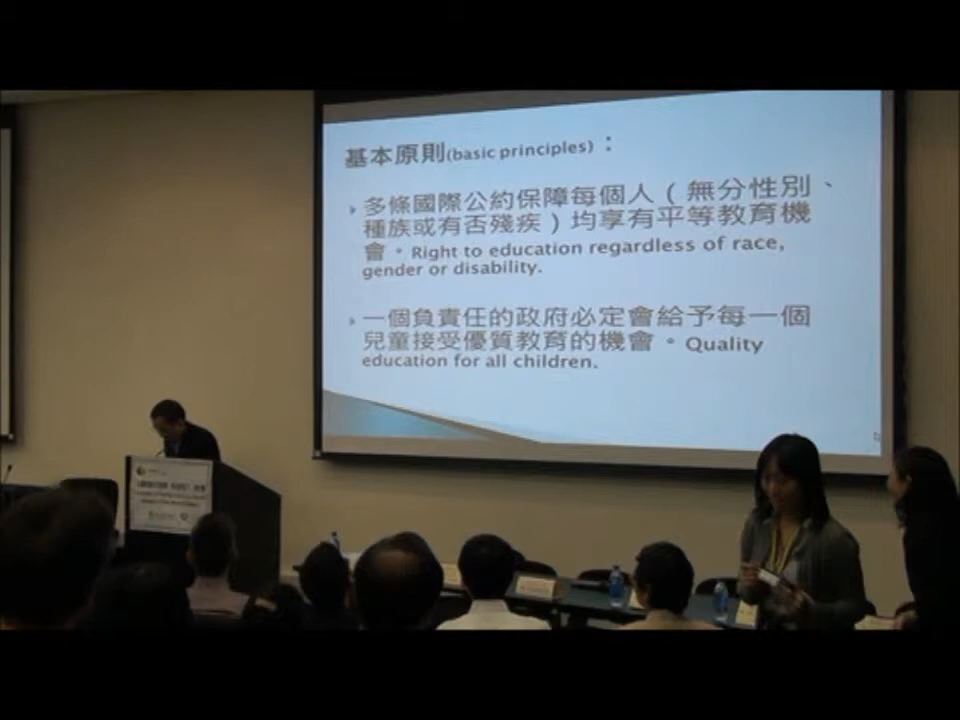 基本原則(basic principles)：
多條國際公約保障每個人（無分性別、
種族或有否殘疾）均享有平等教育機
會。Right to education regardless of race,
gender or disability.
一個負責任的政府必定會給予每一個
兒童接受優質教育的機會。Quality
education for all children.